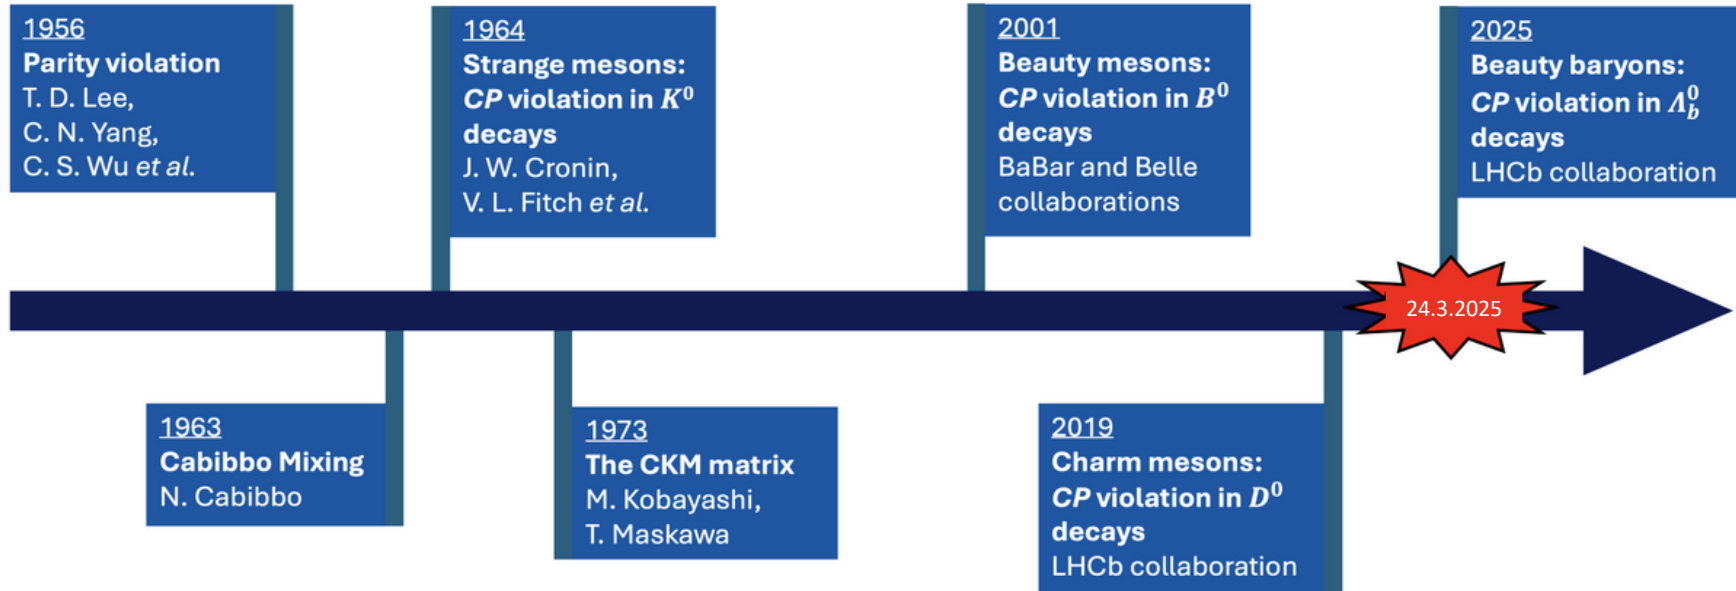 1956
Parity violation
T. D. Lee,
C. N. Yang,
C. S. Wu et al.
1964
Strange mesons:
CP violation in K⁰
decays
J. W. Cronin,
V. L. Fitch et al.
2001
Beauty mesons:
CP violation in B⁰
decays
BaBar and Belle
collaborations
2025
Beauty baryons:
CP violation in Λ_b^0
decays
LHCb collaboration
24.3.2025
1963
Cabibbo Mixing
N. Cabibbo
1973
The CKM matrix
M. Kobayashi,
T. Maskawa
2019
Charm mesons:
CP violation in D⁰
decays
LHCb collaboration